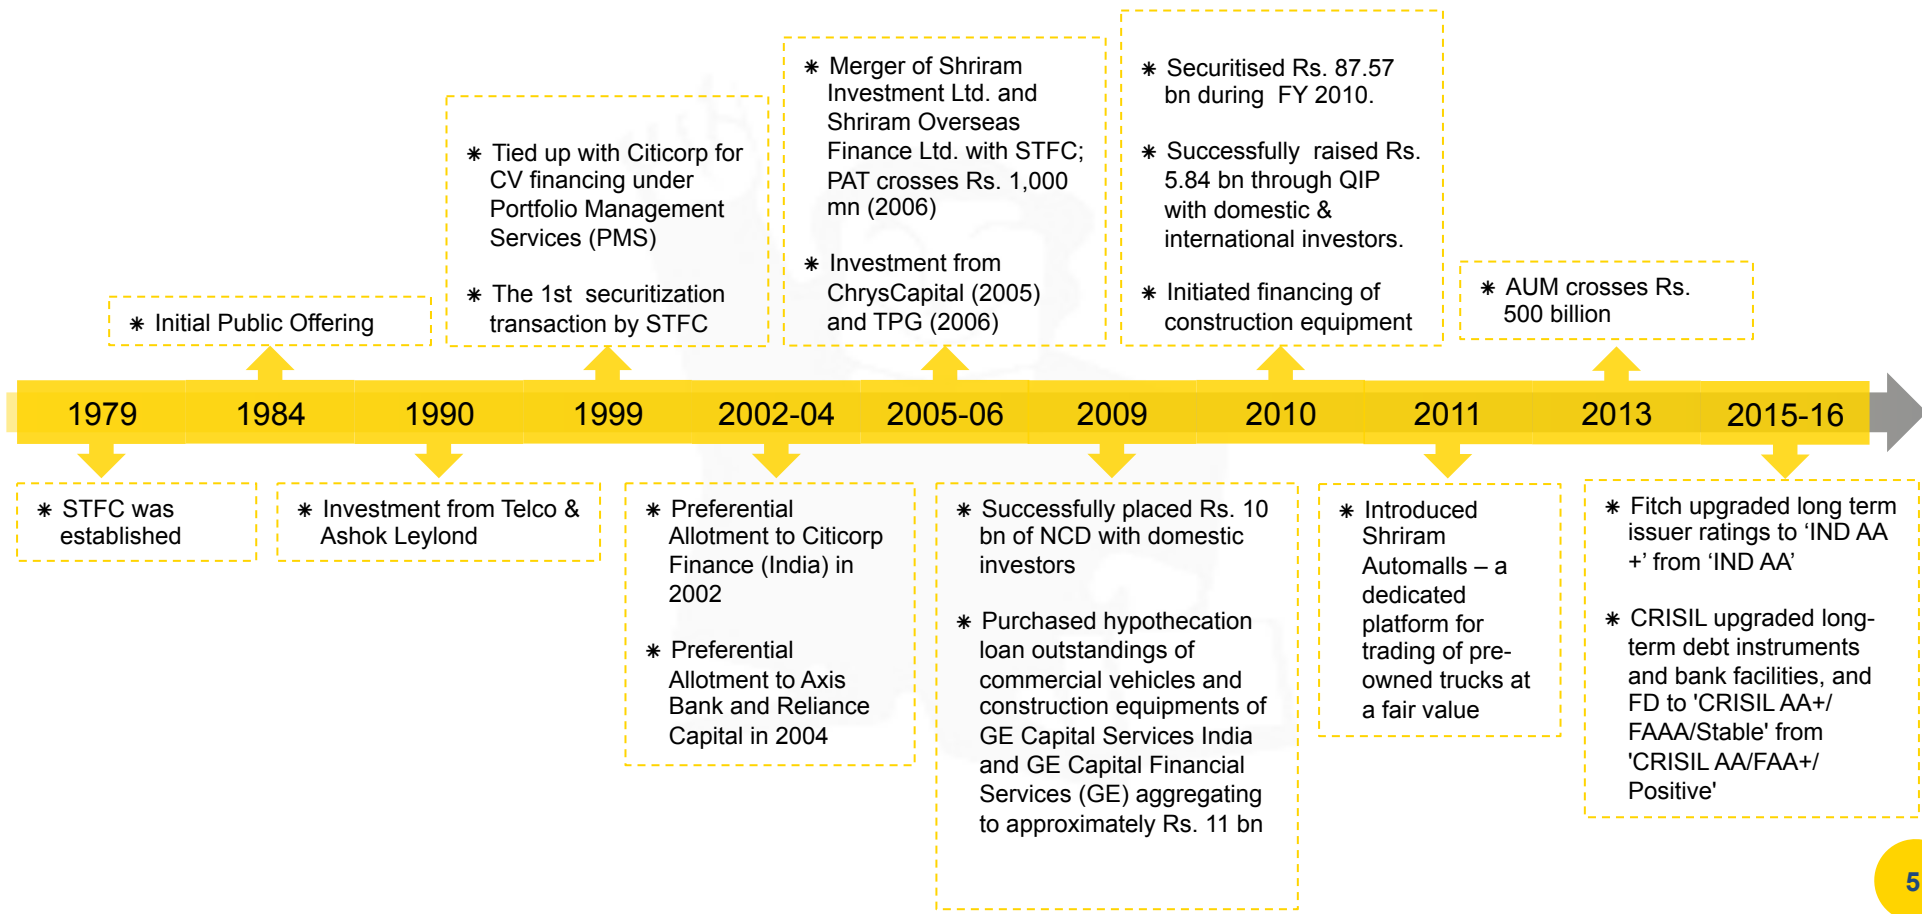 ✷ Initial Public Offering
✷ Tied up with Citicorp for
CV financing under
Portfolio Management
Services (PMS)
✷ The 1st  securitization
transaction by STFC
✷ Merger of Shriram
Investment Ltd. and
Shriram Overseas
Finance Ltd. with STFC;
PAT crosses Rs. 1,000
mn (2006)
✷ Investment from
ChrysCapital (2005)
and TPG (2006)
✷ Securitised Rs. 87.57
bn during  FY 2010.
✷ Successfully  raised Rs.
5.84 bn through QIP
with domestic &
international investors.
✷ Initiated financing of
construction equipment
✷ AUM crosses Rs.
500 billion
1979 1984 1990 1999 2002-04 2005-06 2009 2010 2011 2013 2015-16
✷ STFC was
established
✷ Investment from Telco &
Ashok Leylond
✷ Preferential
Allotment to Citicorp
Finance (India) in
2002
✷ Preferential
Allotment to Axis
Bank and Reliance
Capital in 2004
✷ Successfully placed Rs. 10
bn of NCD with domestic
investors
✷ Purchased hypothecation
loan outstandings of
commercial vehicles and
construction equipments of
GE Capital Services India
and GE Capital Financial
Services (GE) aggregating
to approximately Rs. 11 bn
✷ Introduced
Shriram
Automalls – a
dedicated
platform for
trading of pre-
owned trucks at
a fair value
✷ Fitch upgraded long term
issuer ratings to ‘IND AA
+’ from ‘IND AA’
✷ CRISIL upgraded long-
term debt instruments
and bank facilities, and
FD to 'CRISIL AA+/
FAAA/Stable' from
'CRISIL AA/FAA+/
Positive'
5